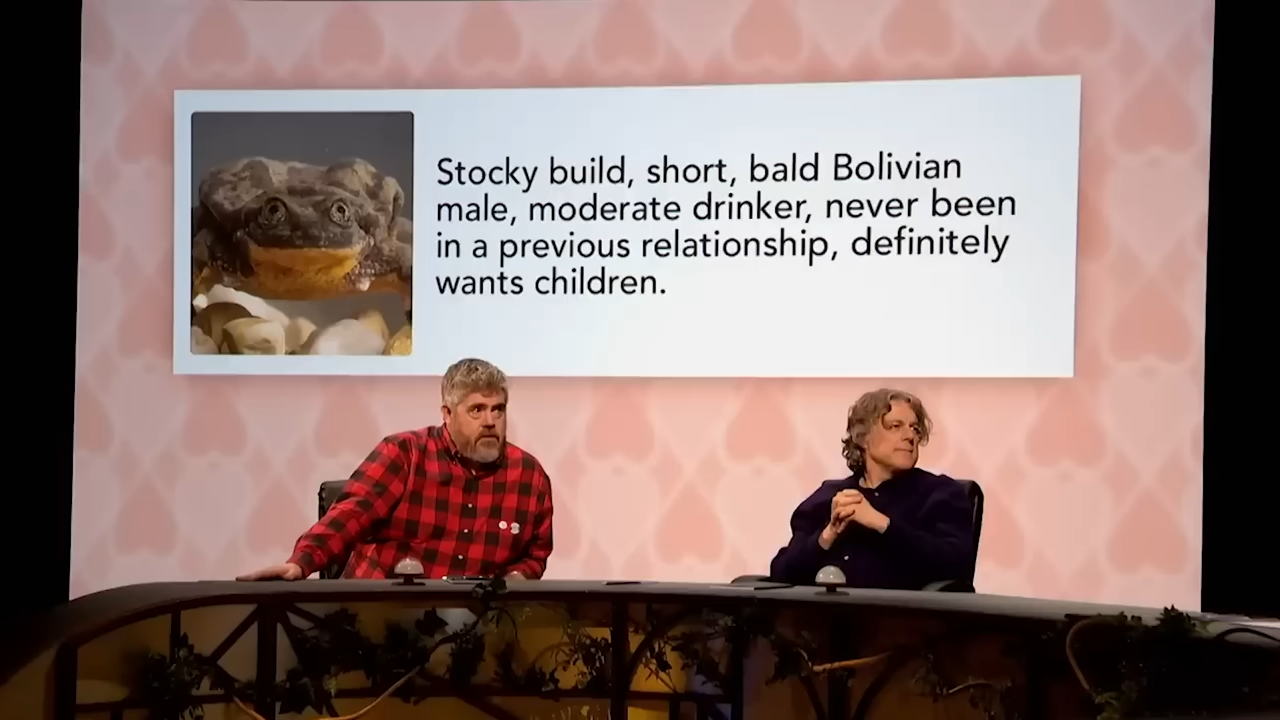 Stocky build, short, bald Bolivian
male, moderate drinker, never been
in a previous relationship, definitely
wants children.